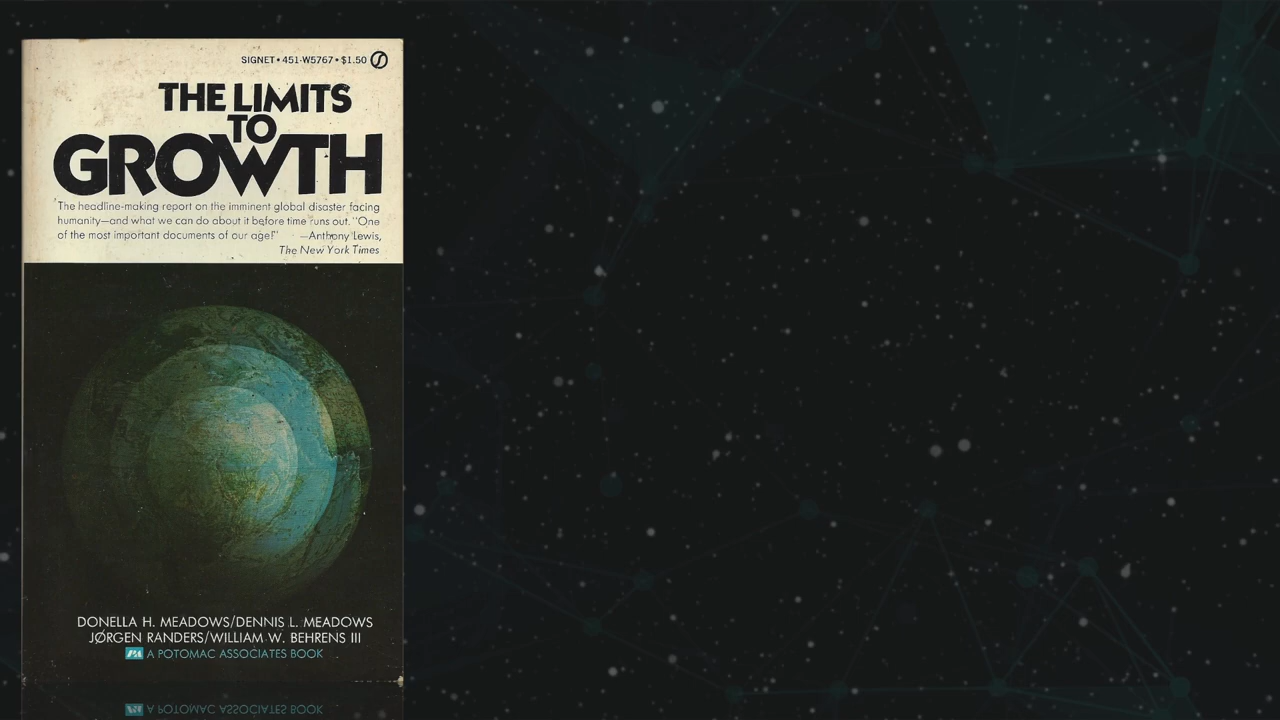 SIGNET • 451-W5767 • $1.50
THE LIMITS
TO
GROWTH
The headline-making report on the imminent global disaster facing
humanity—and what we can do about it before time runs out. "One
of the most important documents of our age!" —Anthony Lewis,
The New York Times
DONELLA H. MEADOWS/DENNIS L. MEADOWS
JØRGEN RANDERS/WILLIAM W. BEHRENS III
A POTOMAC ASSOCIATES BOOK
A POTOMAC ASSOCIATES BOOK